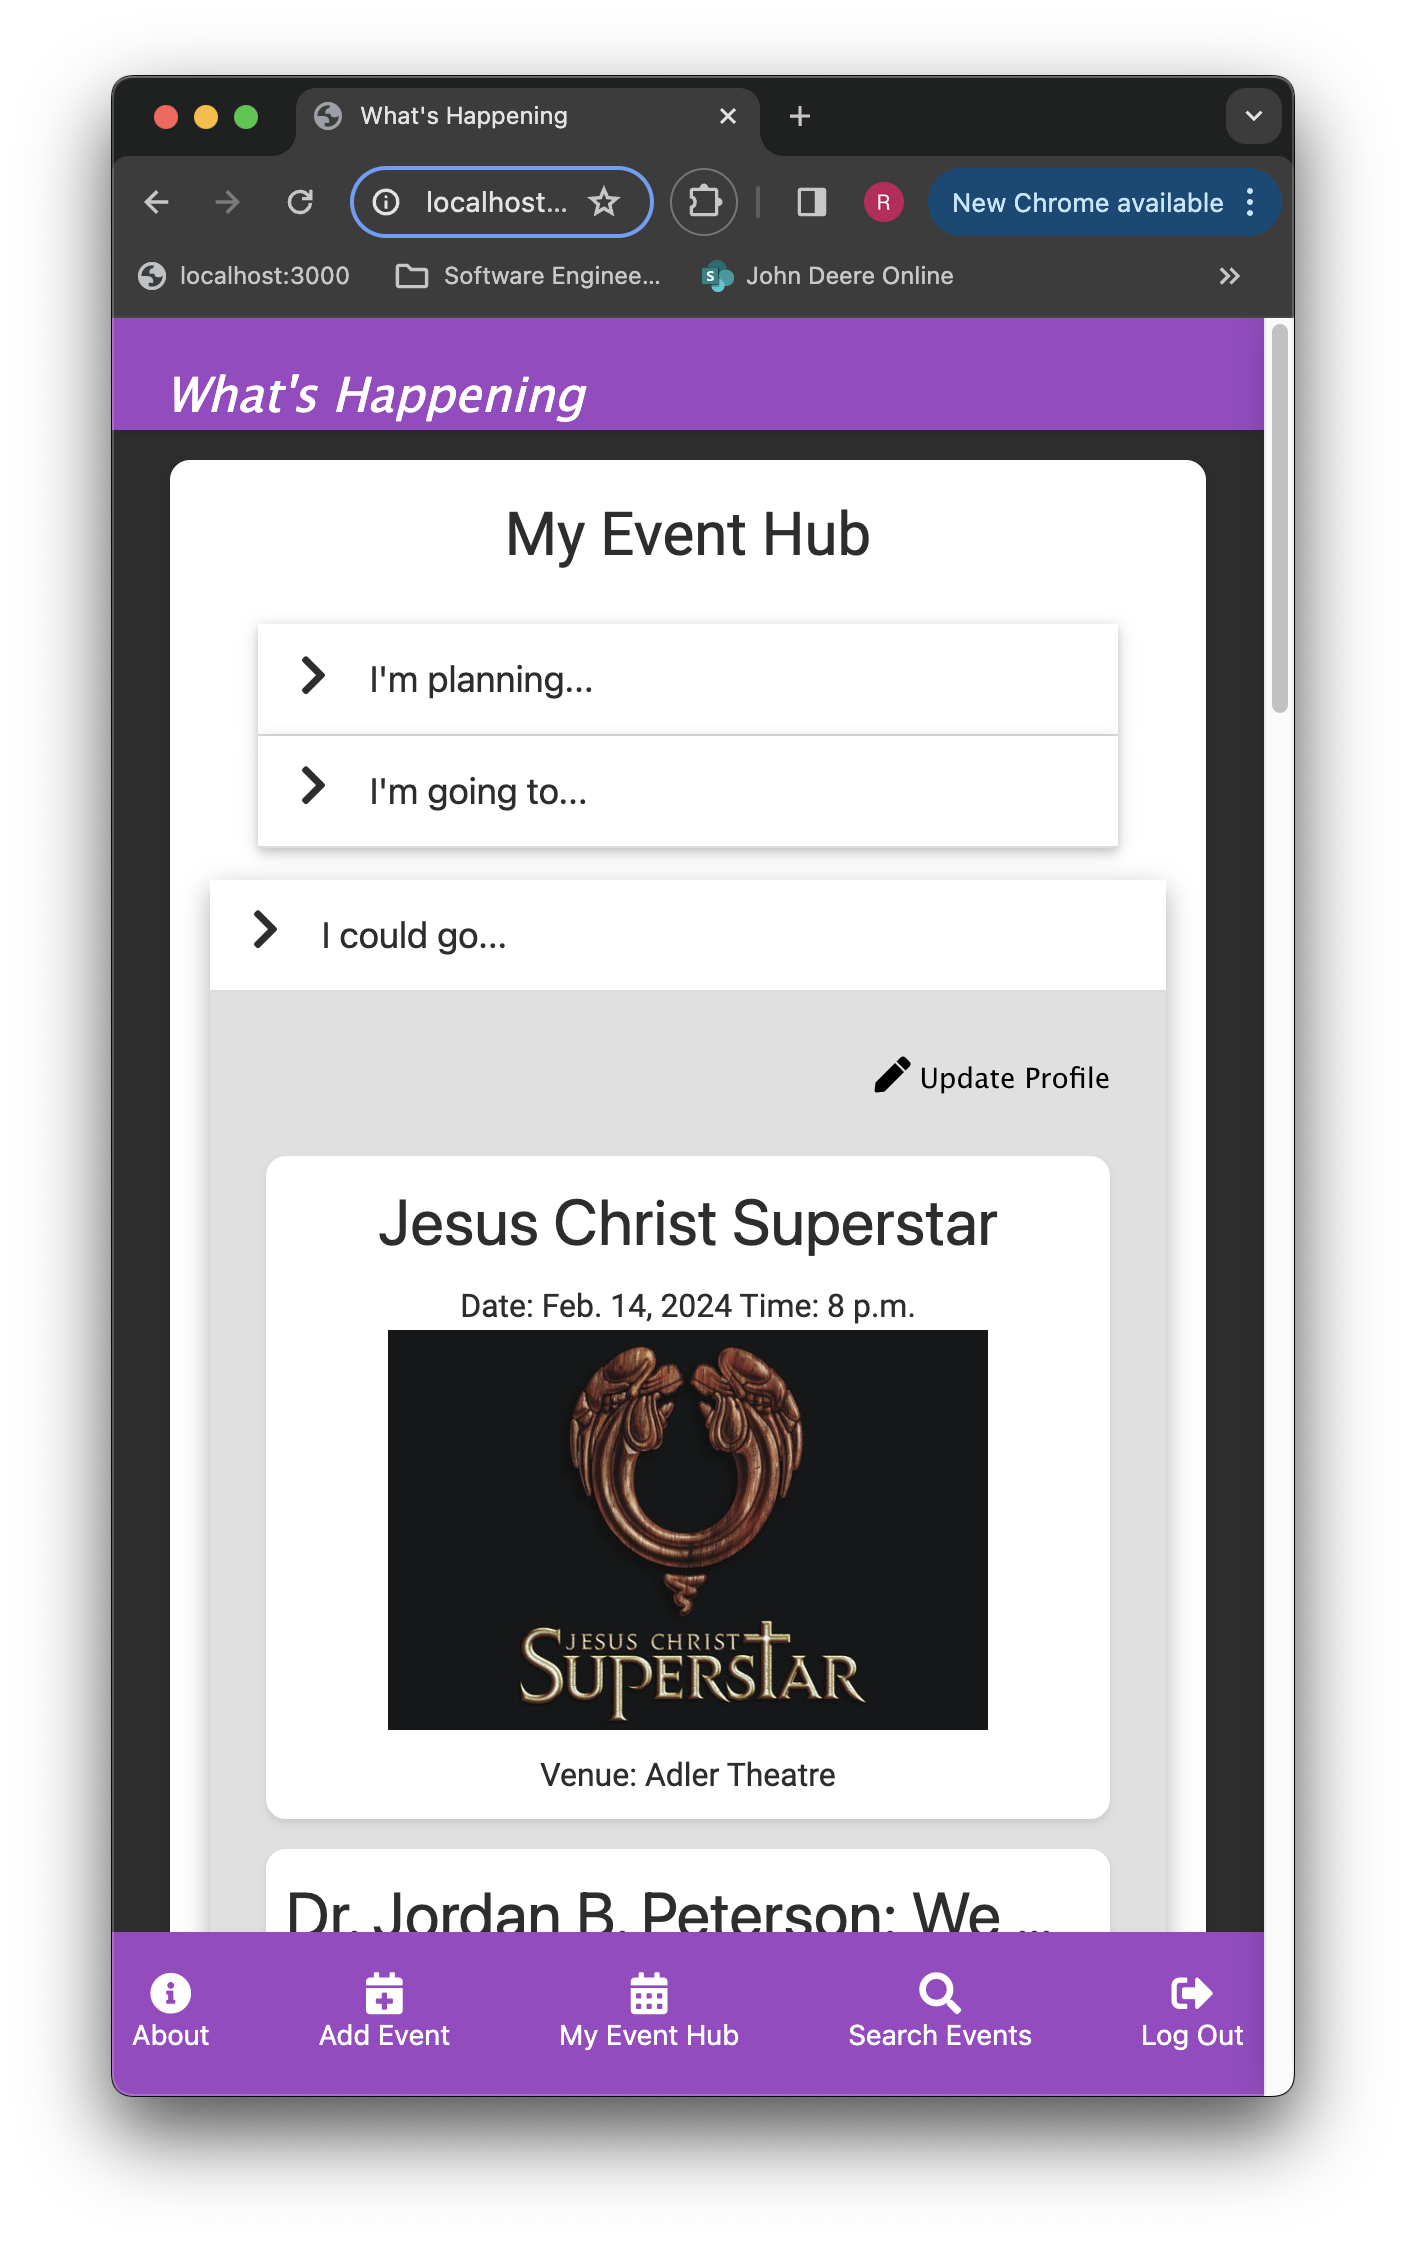 What's Happening
localhost...
R
New Chrome available
localhost:3000
Software Enginee...
S
John Deere Online
What's Happening
My Event Hub
I'm planning...
I'm going to...
I could go...
Update Profile
Jesus Christ Superstar
Date: Feb. 14, 2024 Time: 8 p.m.
JESUS CHRIST
SUPERSTAR
Venue: Adler Theatre
Dr. Jordan B. Peterson: We ...
About
Add Event
My Event Hub
Search Events
Log Out